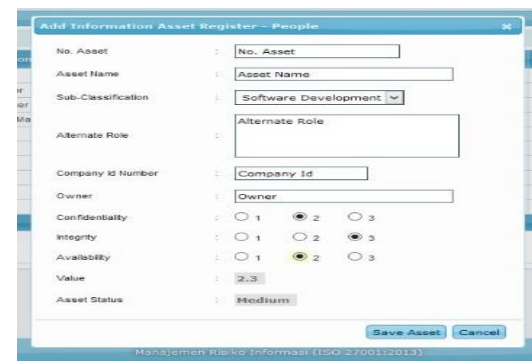 Add Information Asset Register - People
No. Asset : No. Asset
Asset Name : Asset Name
Sub-Classification : Software Development
Alternate Role : Alternate Role
Company Id Number : Company Id
Owner : Owner
Confidentiality : 1 2 3
Integrity : 1 2 3
Availability : 1 2 3
Value : 2.3
Asset Status : Medium
Save Asset Cancel
Manajemen Risiko Informasi (ISO 27001:2013)